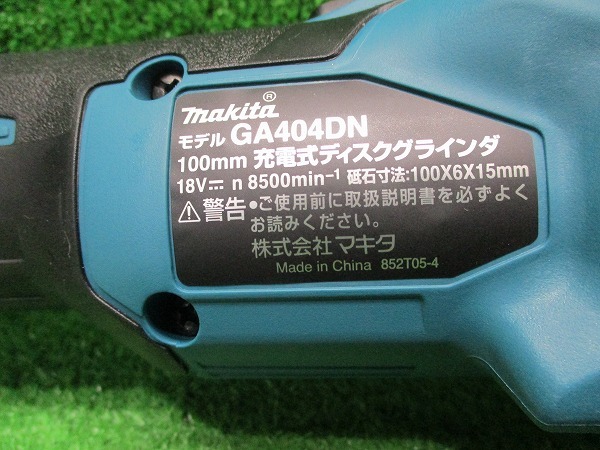 makita®
モデル GA404DN
100mm 充電式ディスクグラインダ
18V⎓ n 8500min⁻¹ 砥石寸法:100X6X15mm
⚠警告 •ご使用前に取扱説明書を必ずよく
お読みください。
株式会社マキタ
Made in China 852T05-4